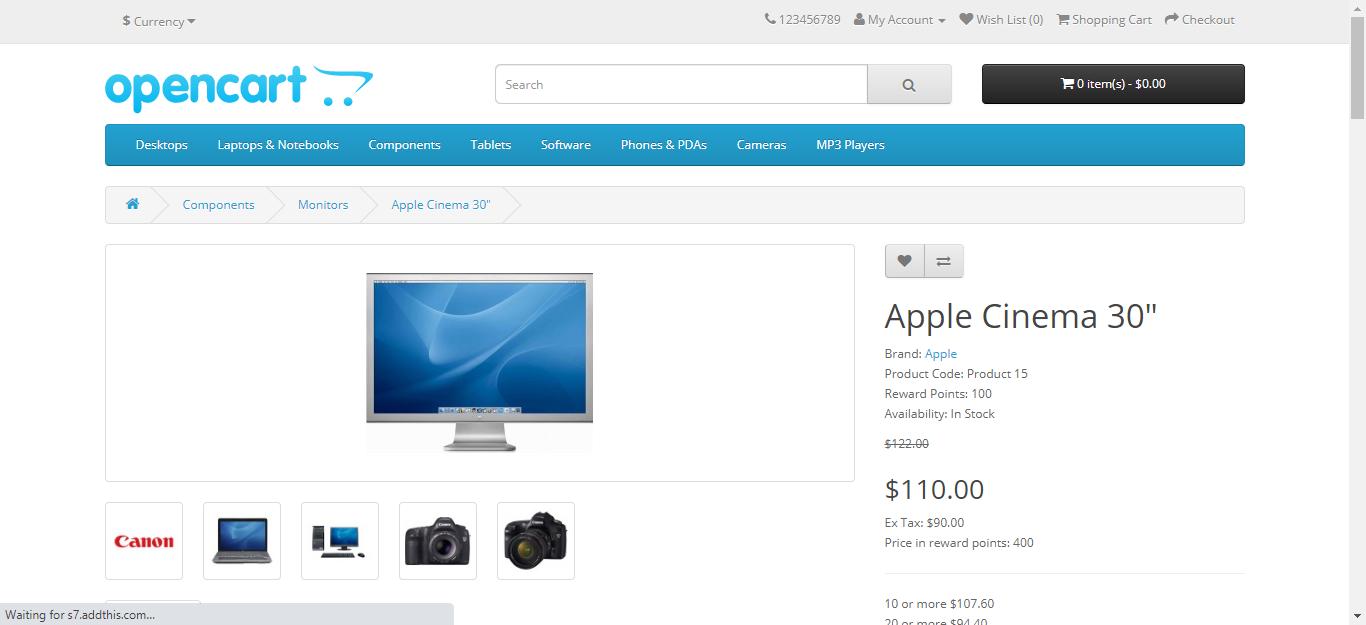 $ Currency
123456789 My Account Wish List (0) Shopping Cart Checkout
opencart
Search
0 item(s) - $0.00
Desktops Laptops & Notebooks Components Tablets Software Phones & PDAs Cameras MP3 Players
Components Monitors Apple Cinema 30"
Apple Cinema 30"
Brand: Apple
Product Code: Product 15
Reward Points: 100
Availability: In Stock
$122.00
$110.00
Ex Tax: $90.00
Price in reward points: 400
Canon
10 or more $107.60
20 or more $94.40
Waiting for s7.addthis.com...